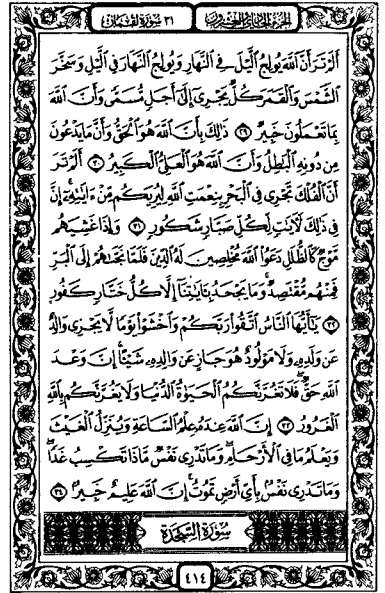 الجزء الحادي والعشرون ٣١ سورة لقمان
أَلَمْ تَرَ أَنَّ ٱللَّهَ يُولِجُ ٱلَّيْلَ فِى ٱلنَّهَارِ وَيُولِجُ ٱلنَّهَارَ فِى ٱلَّيْلِ وَسَخَّرَ
ٱلشَّمْسَ وَٱلْقَمَرَ كُلٌّ يَجْرِىٓ إِلَىٰٓ أَجَلٍ مُّسَمًّى وَأَنَّ ٱللَّهَ
بِمَا تَعْمَلُونَ خَبِيرٌ ٢٩ ذَٰلِكَ بِأَنَّ ٱللَّهَ هُوَ ٱلْحَقُّ وَأَنَّ مَا يَدْعُونَ
مِن دُونِهِ ٱلْبَٰطِلُ وَأَنَّ ٱللَّهَ هُوَ ٱلْعَلِىُّ ٱلْكَبِيرُ ٣٠ أَلَمْ تَرَ
أَنَّ ٱلْفُلْكَ تَجْرِى فِى ٱلْبَحْرِ بِنِعْمَتِ ٱللَّهِ لِيُرِيَكُم مِّنْ ءَايَٰتِهِۦٓ إِنَّ
فِى ذَٰلِكَ لَءَايَٰتٍ لِّكُلِّ صَبَّارٍ شَكُورٍ ٣١ وَإِذَا غَشِيَهُم
مَّوْجٌ كَٱلظُّلَلِ دَعَوُا۟ ٱللَّهَ مُخْلِصِينَ لَهُ ٱلدِّينَ فَلَمَّا نَجَّىٰهُمْ إِلَى ٱلْبَرِّ
فَمِنْهُم مُّقْتَصِدٌ وَمَا يَجْحَدُ بِـَٔايَٰتِنَآ إِلَّا كُلُّ خَتَّارٍ كَفُورٍ
٣٢ يَٰٓأَيُّهَا ٱلنَّاسُ ٱتَّقُوا۟ رَبَّكُمْ وَٱخْشَوْا۟ يَوْمًا لَّا يَجْزِى وَالِدٌ
عَن وَلَدِهِۦ وَلَا مَوْلُودٌ هُوَ جَازٍ عَن وَالِدِهِۦ شَيْـًٔا إِنَّ وَعْدَ
ٱللَّهِ حَقٌّ فَلَا تَغُرَّنَّكُمُ ٱلْحَيَوٰةُ ٱلدُّنْيَا وَلَا يَغُرَّنَّكُم بِٱللَّهِ
ٱلْغَرُورُ ٣٣ إِنَّ ٱللَّهَ عِندَهُۥ عِلْمُ ٱلسَّاعَةِ وَيُنَزِّلُ ٱلْغَيْثَ
وَيَعْلَمُ مَا فِى ٱلْأَرْحَامِ وَمَا تَدْرِى نَفْسٌ مَّاذَا تَكْسِبُ غَدًا
وَمَا تَدْرِى نَفْسٌۢ بِأَىِّ أَرْضٍ تَمُوتُ إِنَّ ٱللَّهَ عَلِيمٌ خَبِيرٌۢ ٣٤
سُورَةُ السَّجْدَةِ
٤١٤